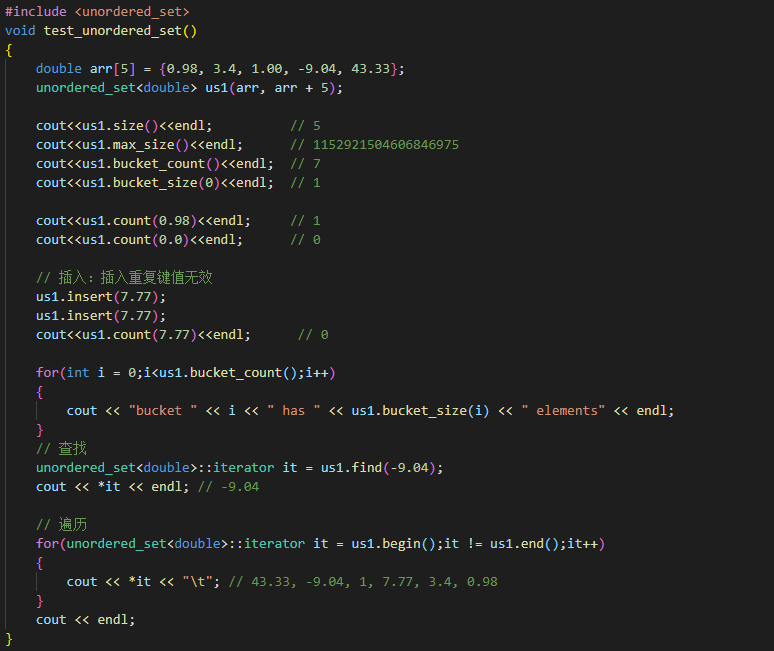 #include <unordered_set>
void test_unordered_set()
{
    double arr[5] = {0.98, 3.4, 1.00, -9.04, 43.33};
    unordered_set<double> us1(arr, arr + 5);

    cout<<us1.size()<<endl;          // 5
    cout<<us1.max_size()<<endl;      // 1152921504606846975
    cout<<us1.bucket_count()<<endl;  // 7
    cout<<us1.bucket_size(0)<<endl;  // 1

    cout<<us1.count(0.98)<<endl;     // 1
    cout<<us1.count(0.0)<<endl;      // 0

    // 插入：插入重复键值无效
    us1.insert(7.77);
    us1.insert(7.77);
    cout<<us1.count(7.77)<<endl;      // 0

    for(int i = 0;i<us1.bucket_count();i++)
    {
        cout << "bucket " << i << " has " << us1.bucket_size(i) << " elements" << endl;
    }
    // 查找
    unordered_set<double>::iterator it = us1.find(-9.04);
    cout << *it << endl; // -9.04

    // 遍历
    for(unordered_set<double>::iterator it = us1.begin();it != us1.end();it++)
    {
        cout << *it << "\t"; // 43.33, -9.04, 1, 7.77, 3.4, 0.98
    }
    cout << endl;
}